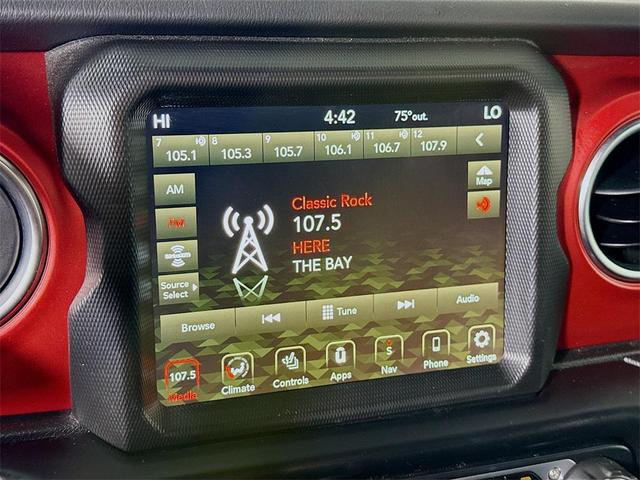 HI 4:42 75°out. LO
7 8 9 10 11 12
105.1 105.3 105.7 106.1 106.7 107.9
AM
Map
Classic Rock
107.5
HERE
THE BAY
Source
Select
Browse Tune Audio
107.5
Media Climate Controls Apps Nav Phone Settings
S